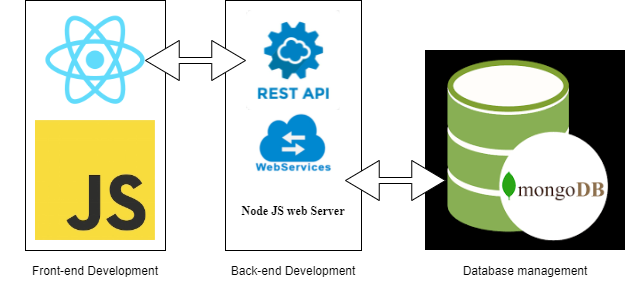 JS
REST API
WebServices
Node JS web Server
mongoDB
Front-end Development
Back-end Development
Database management